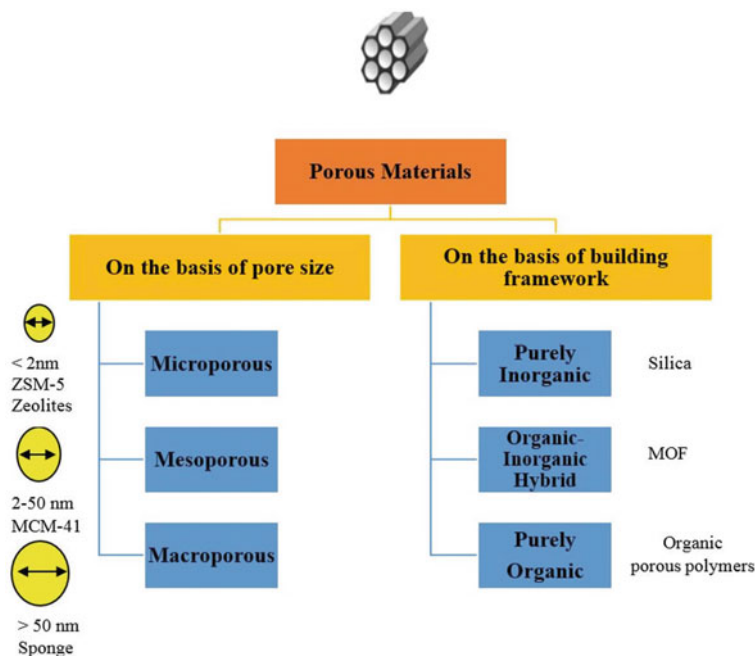 Porous Materials
On the basis of pore size
On the basis of building
framework
< 2nm
ZSM-5
Zeolites
Microporous
2-50 nm
MCM-41
Mesoporous
> 50 nm
Sponge
Macroporous
Purely
Inorganic
Silica
Organic-
Inorganic
Hybrid
MOF
Purely
Organic
Organic
porous polymers